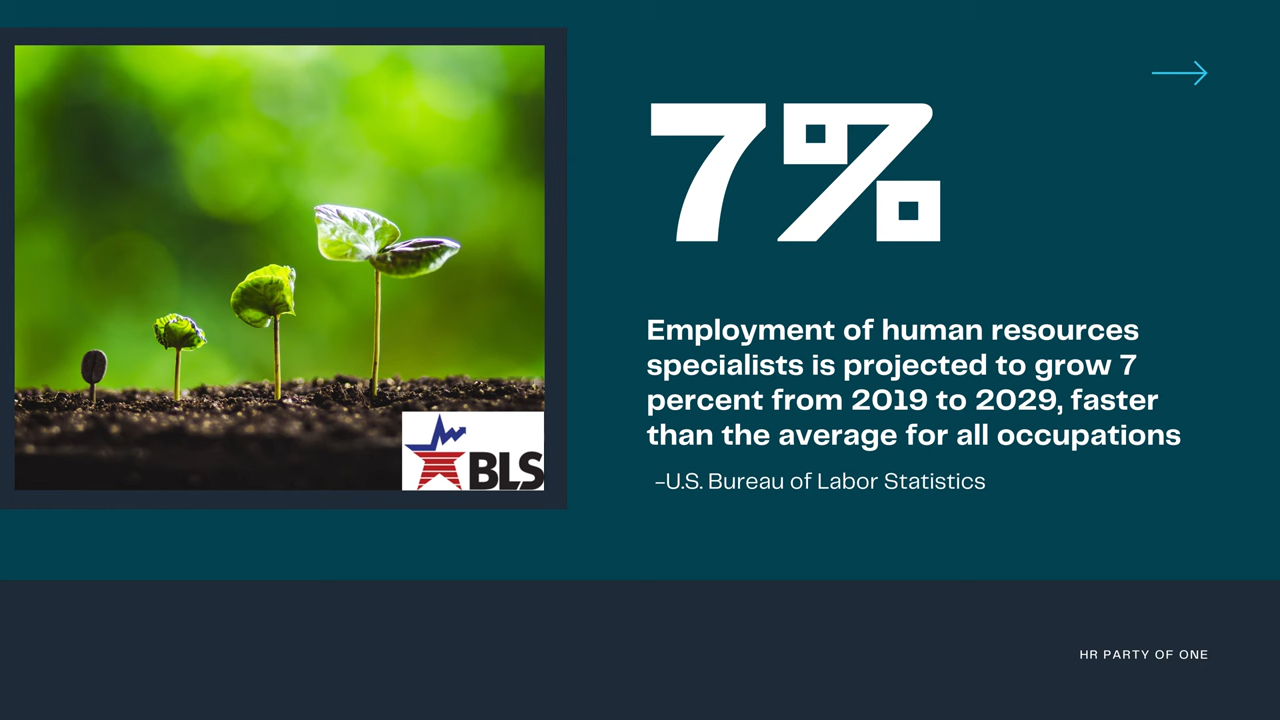 7%
Employment of human resources
specialists is projected to grow 7
percent from 2019 to 2029, faster
than the average for all occupations
–U.S. Bureau of Labor Statistics
BLS
HR PARTY OF ONE